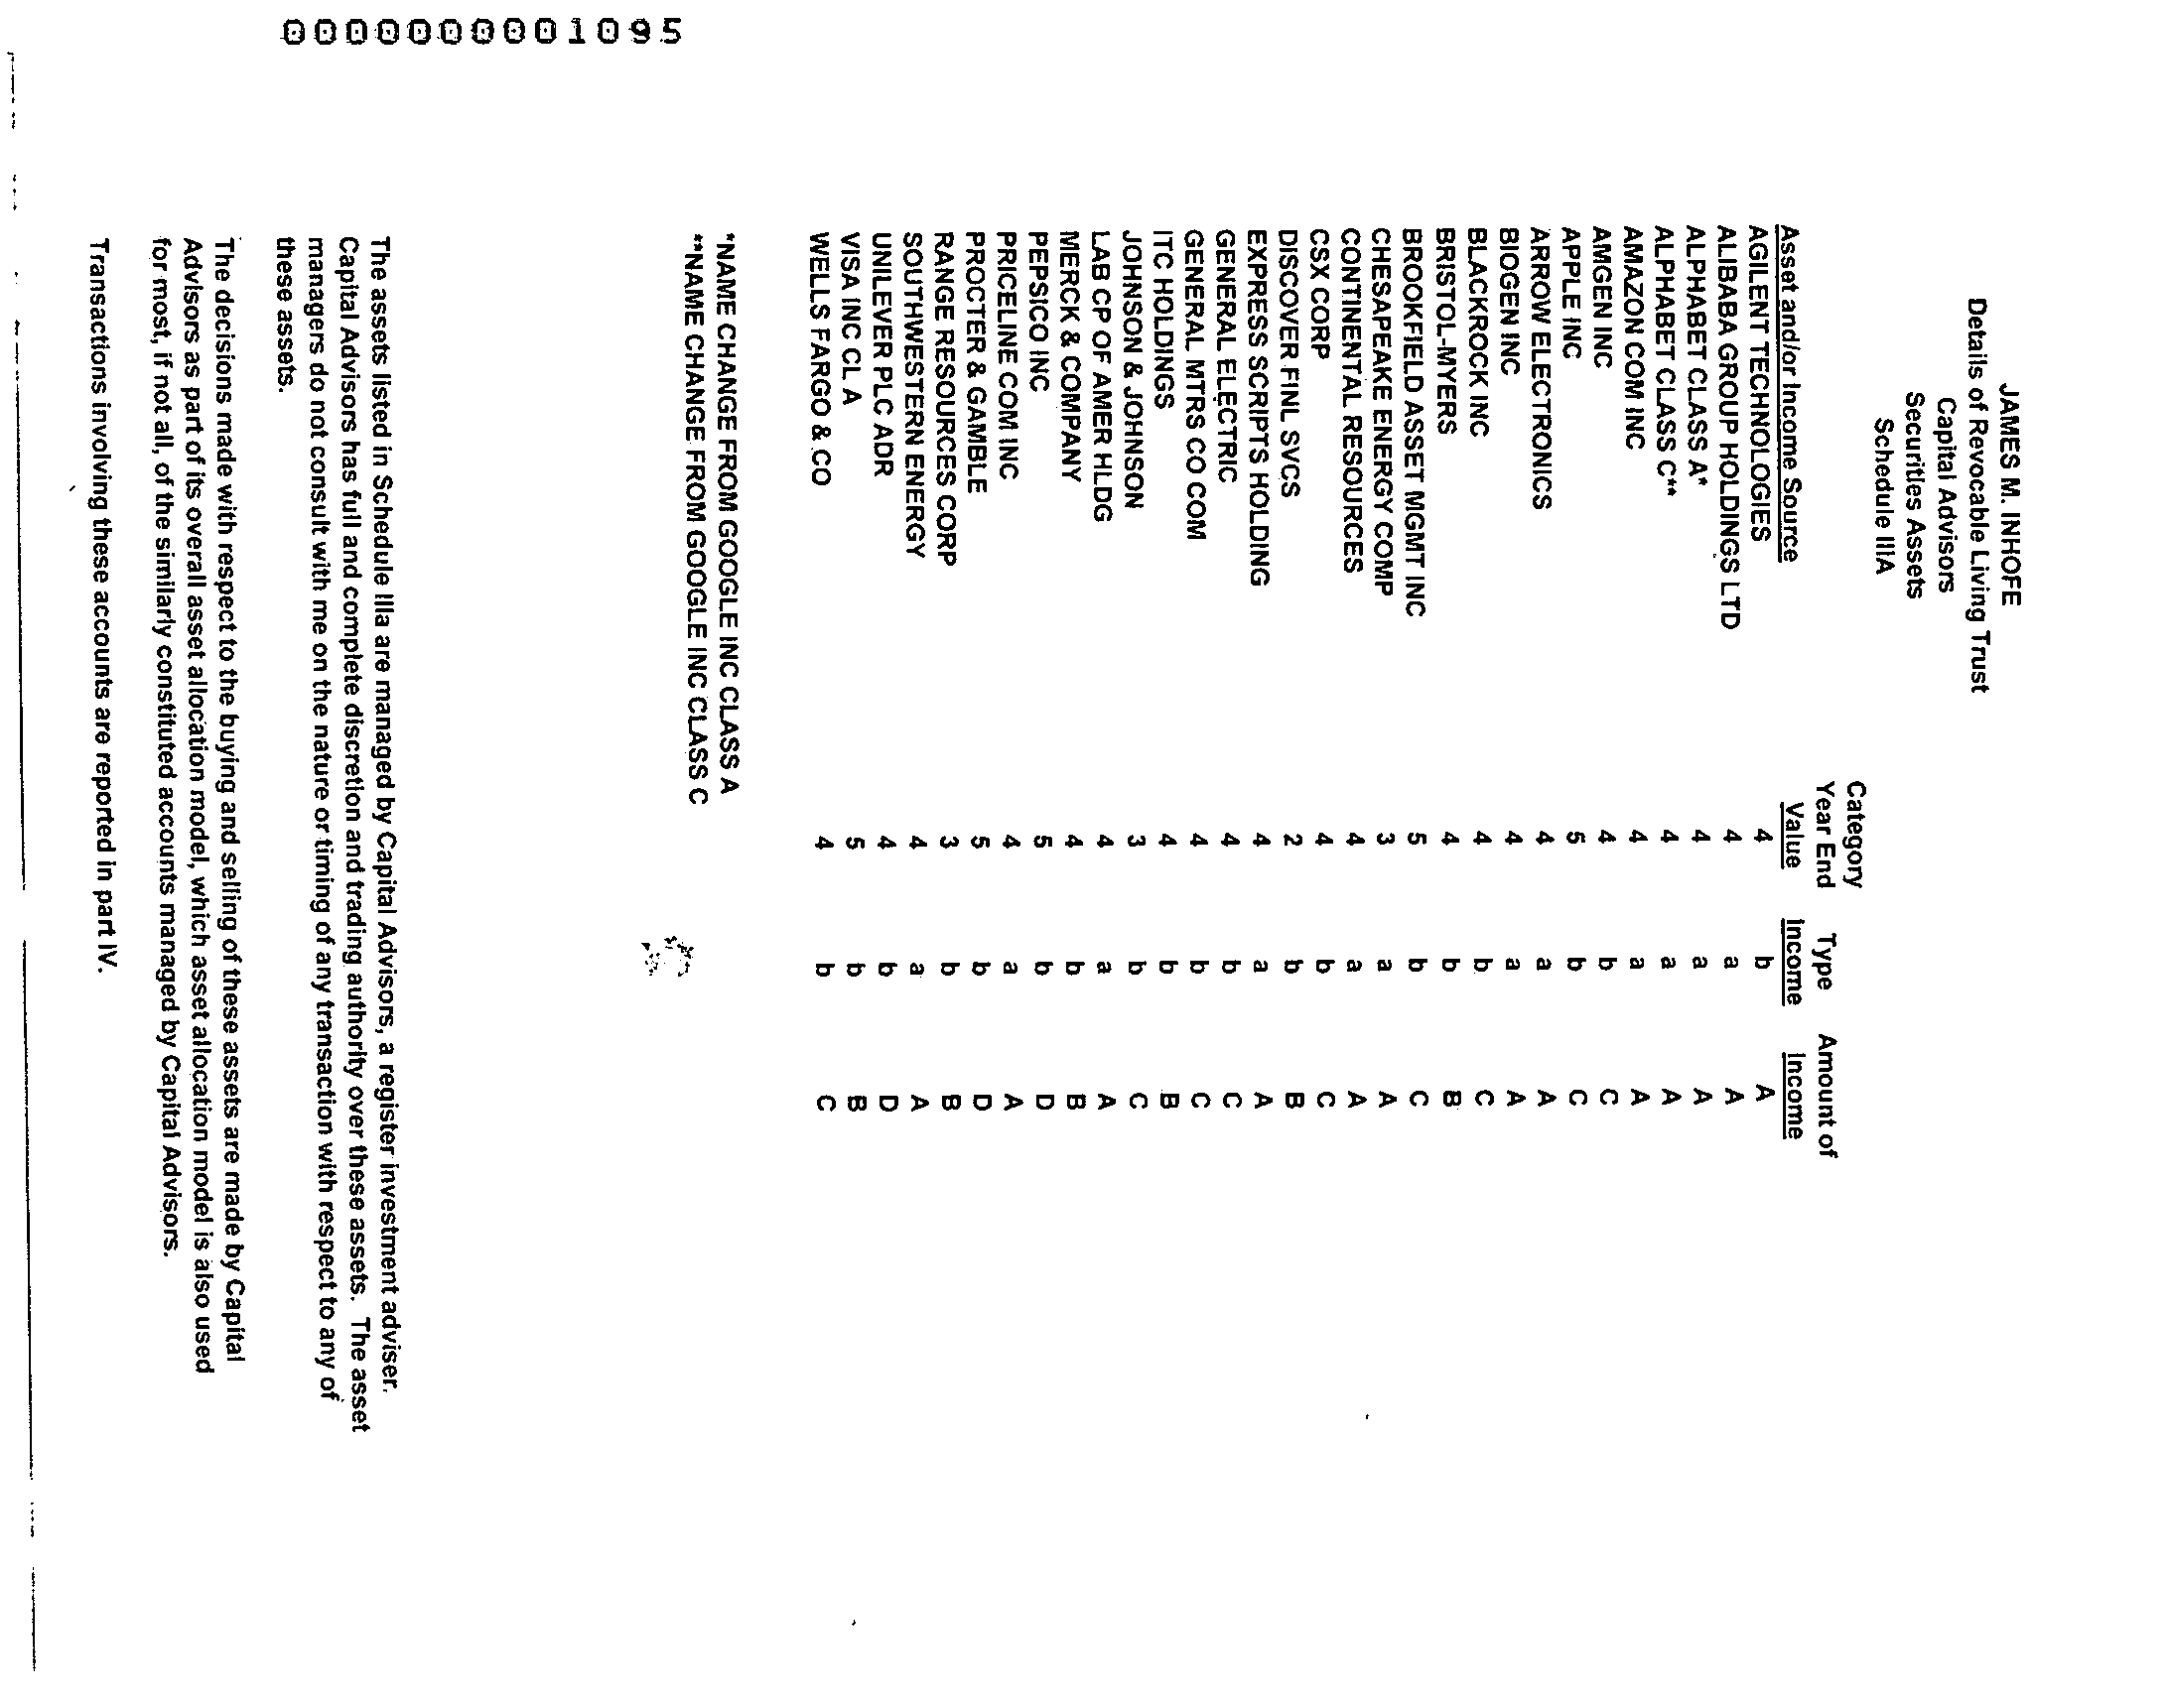 JAMES M. INHOFE
Details of Revocable Living Trust
Capital Advisors
Securities Assets
Schedule IIIA
Category
Year End Type Amount of
Asset and/or Income Source Value Income Income
AGILENT TECHNOLOGIES 4 b A
ALIBABA GROUP HOLDINGS LTD 4 a A
ALPHABET CLASS A* 4 a A
ALPHABET CLASS C** 4 a A
AMAZON COM INC 4 a A
AMGEN INC 4 b C
APPLE INC 5 b C
ARROW ELECTRONICS 4 a A
BIOGEN INC 4 a A
BLACKROCK INC 4 b C
BRISTOL-MYERS 4 b B
BROOKFIELD ASSET MGMT INC 5 b C
CHESAPEAKE ENERGY COMP 3 a A
CONTINENTAL RESOURCES 4 a A
CSX CORP 4 b C
DISCOVER FINL SVCS 2 b B
EXPRESS SCRIPTS HOLDING 4 a A
GENERAL ELECTRIC 4 b C
GENERAL MTRS CO COM 4 b C
ITC HOLDINGS 4 b B
JOHNSON & JOHNSON 3 b C
LAB CP OF AMER HLDG 4 a A
MERCK & COMPANY 4 b B
PEPSICO INC 5 b D
PRICELINE COM INC 4 a A
PROCTER & GAMBLE 5 b D
RANGE RESOURCES CORP 3 b B
SOUTHWESTERN ENERGY 4 a A
UNILEVER PLC ADR 4 b D
VISA INC CL A 5 b B
WELLS FARGO & CO 4 b C
*NAME CHANGE FROM GOOGLE INC CLASS A
**NAME CHANGE FROM GOOGLE INC CLASS C
The assets listed in Schedule IIIa are managed by Capital Advisors, a register investment adviser.
Capital Advisors has full and complete discretion and trading authority over these assets. The asset
managers do not consult with me on the nature or timing of any transaction with respect to any of
these assets.
The decisions made with respect to the buying and selling of these assets are made by Capital
Advisors as part of its overall asset allocation model, which asset allocation model is also used
for most, if not all, of the similarly constituted accounts managed by Capital Advisors.
Transactions involving these accounts are reported in part IV.
0000000001095